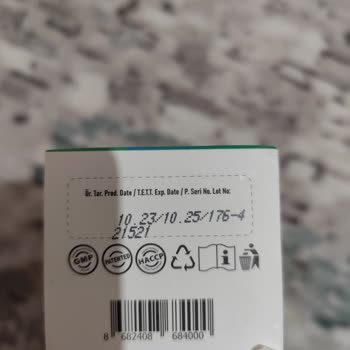 Ür. Tar. Prod. Date / T.E.T.T. Exp. Date / P. Seri No. Lot No:
10.23/10.25/176-4
21521
GMP PATENTED HACCP
8 682408 684000